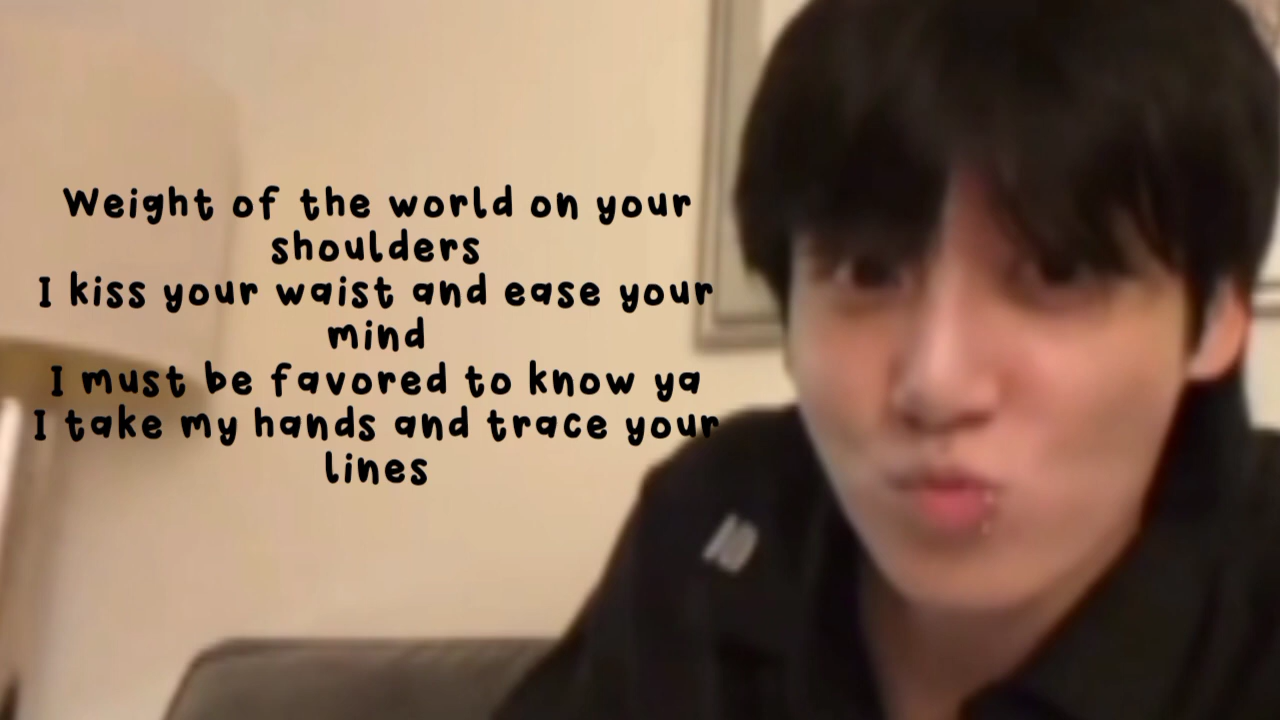 Weight of the world on your
shoulders
I kiss your waist and ease your
mind
I must be favored to know ya
I take my hands and trace your
lines